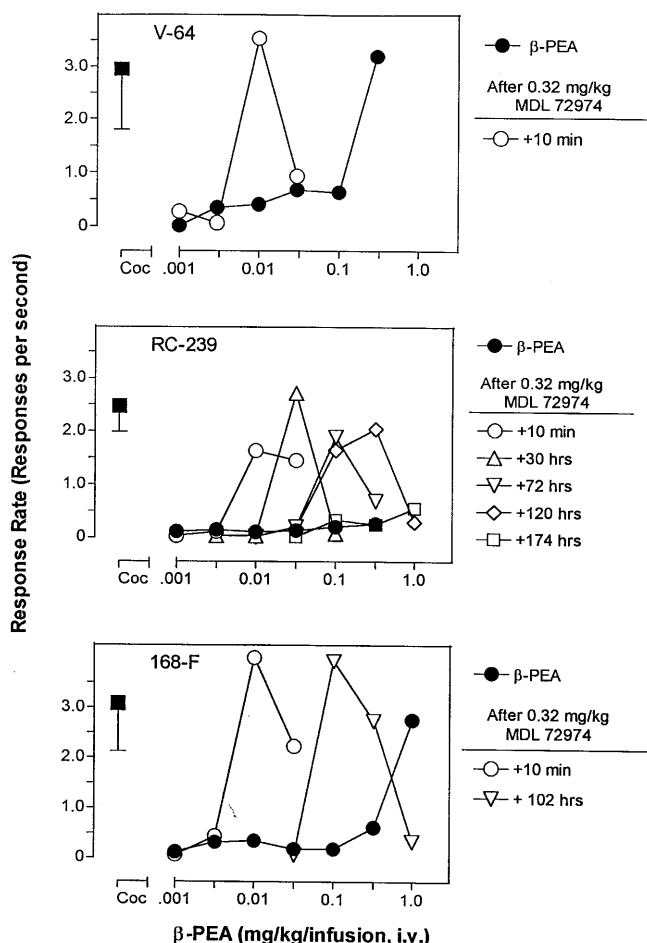 V-64
β-PEA
3.0
After 0.32 mg/kg
MDL 72974
2.0
+10 min
1.0
0
Coc
.001
0.01
0.1
1.0
Response Rate (Responses per second)
RC-239
β-PEA
After 0.32 mg/kg
MDL 72974
3.0
+10 min
2.0
+30 hrs
+72 hrs
1.0
+120 hrs
0
+174 hrs
Coc
.001
0.01
0.1
1.0
168-F
β-PEA
3.0
After 0.32 mg/kg
MDL 72974
2.0
+10 min
1.0
+ 102 hrs
0
Coc
.001
0.01
0.1
1.0
β-PEA (mg/kg/infusion, i.v.)